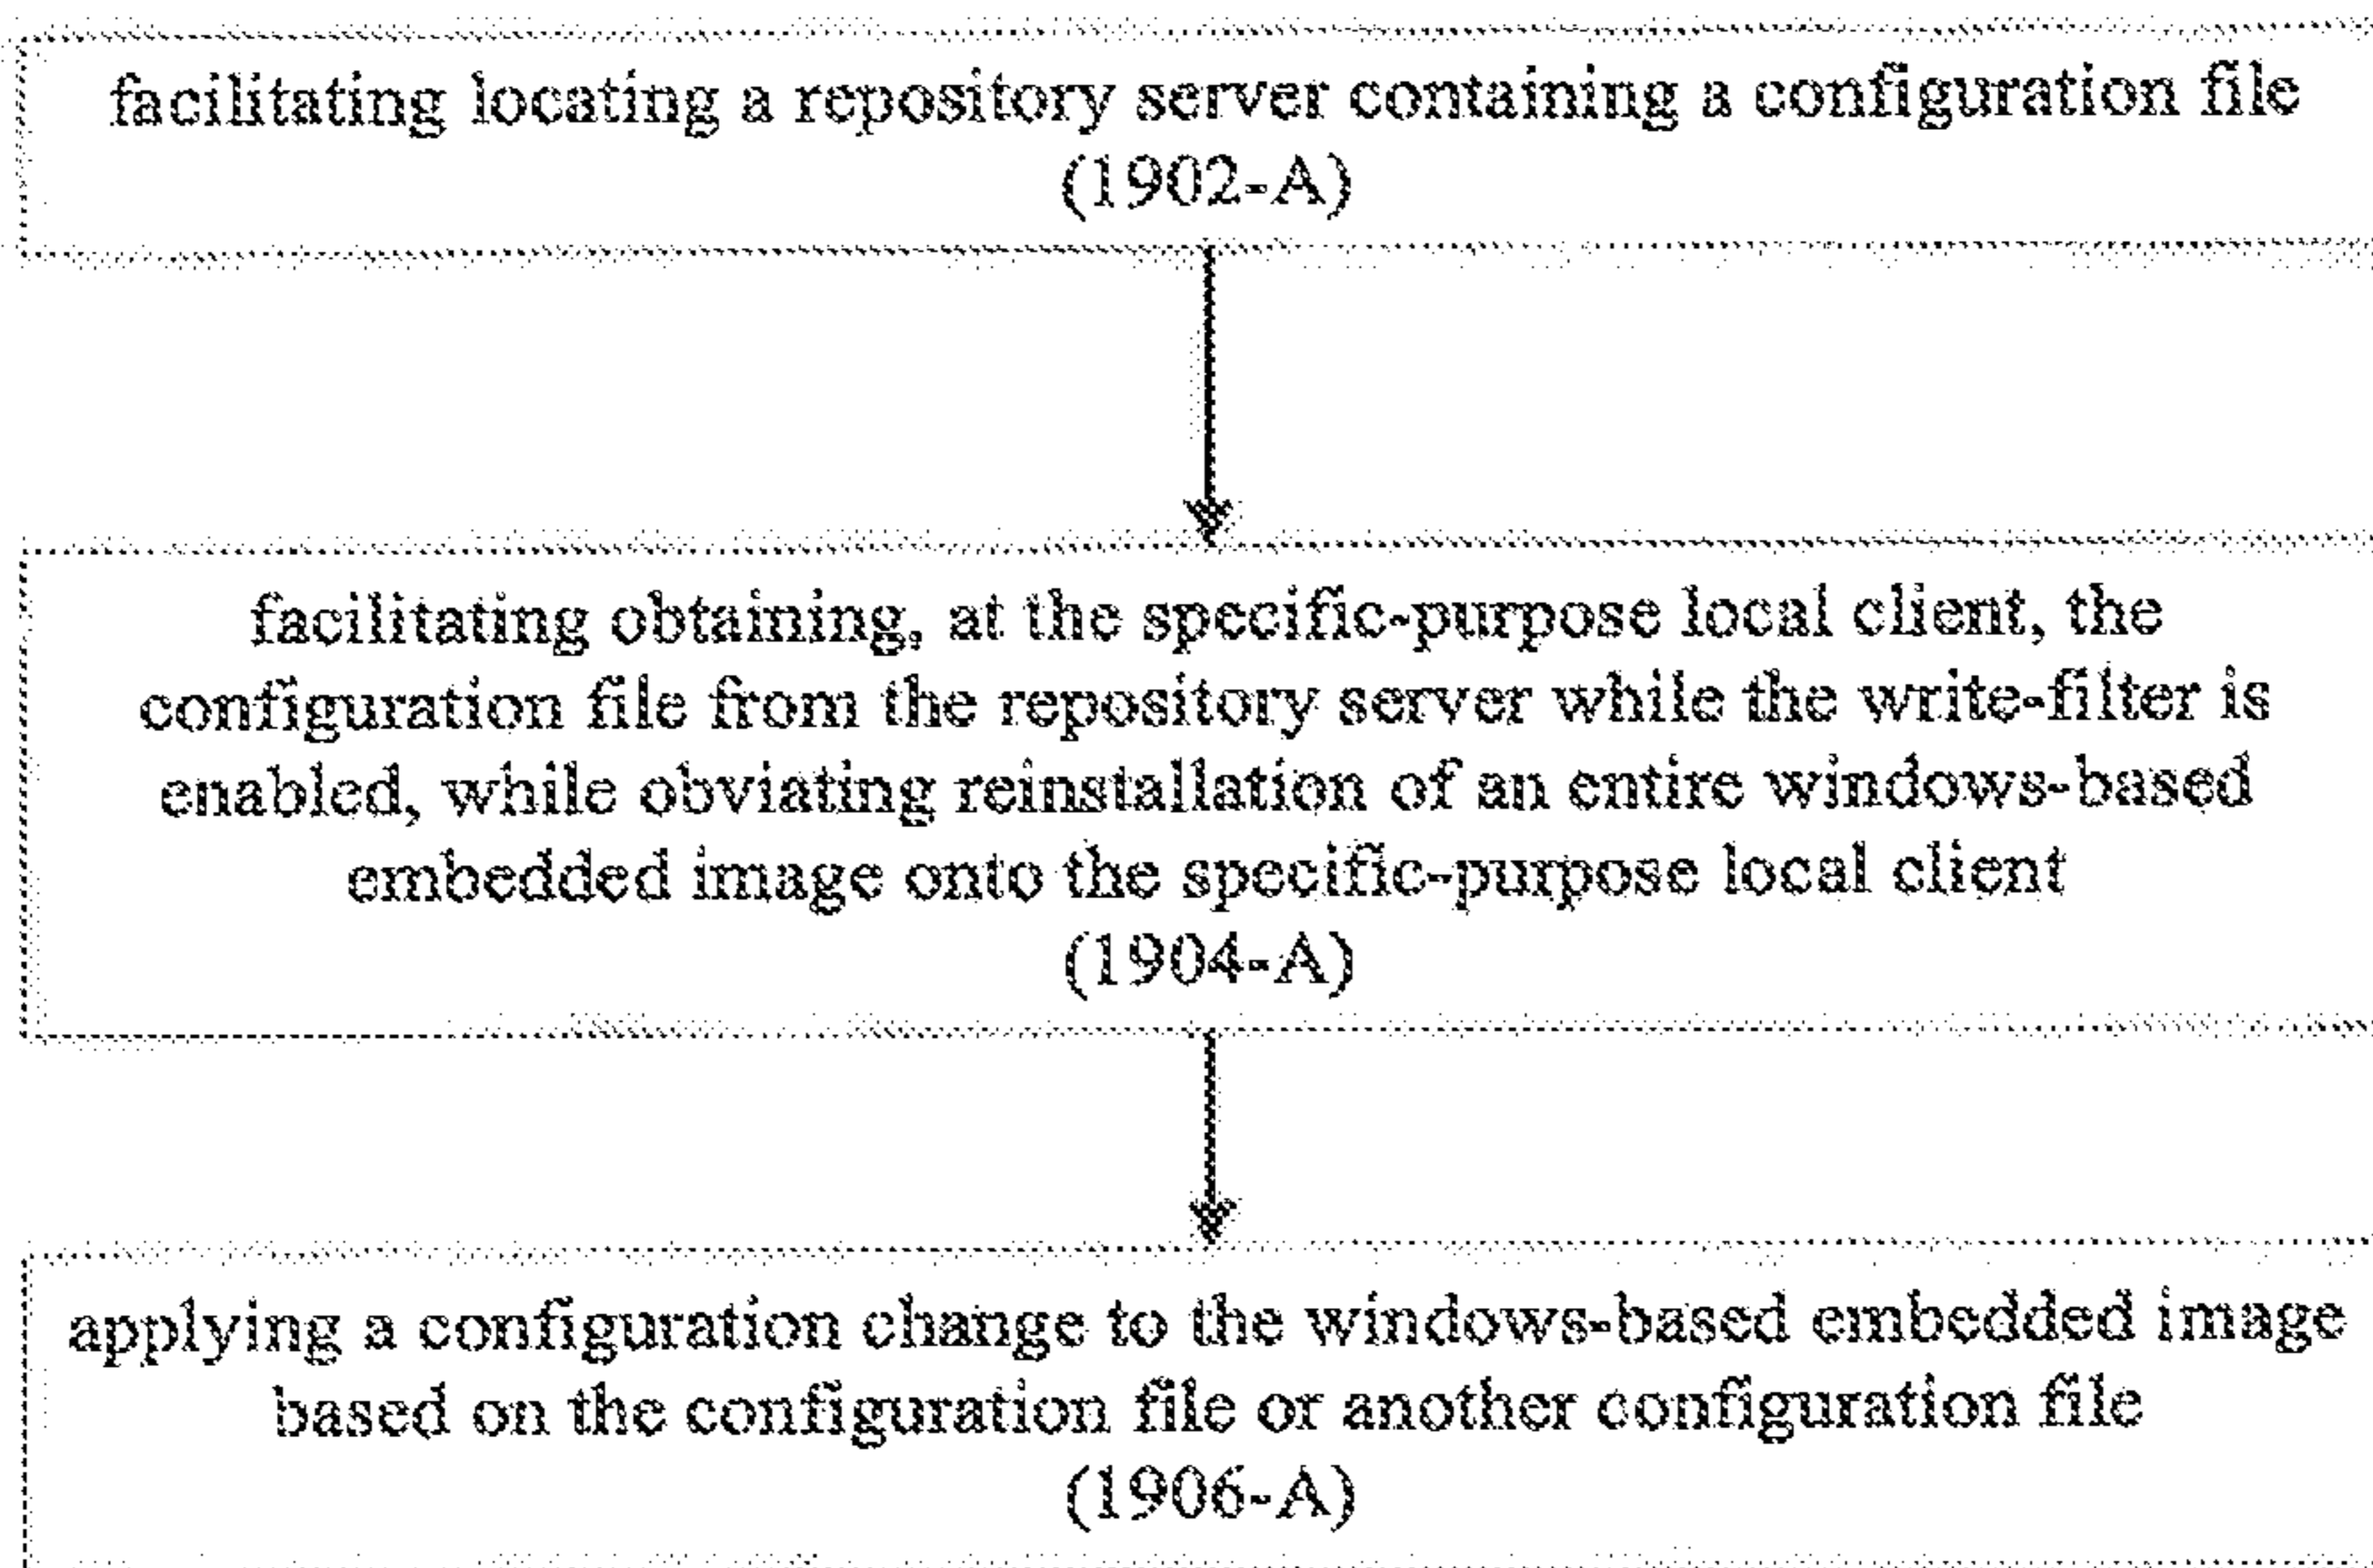 facilitating locating a repository server containing a configuration file
(1902-A)
facilitating obtaining, at the specific-purpose local client, the
configuration file from the repository server while the write-filter is
enabled, while obviating reinstallation of an entire windows-based
embedded image onto the specific-purpose local client
(1904-A)
applying a configuration change to the windows-based embedded image
based on the configuration file or another configuration file
(1906-A)